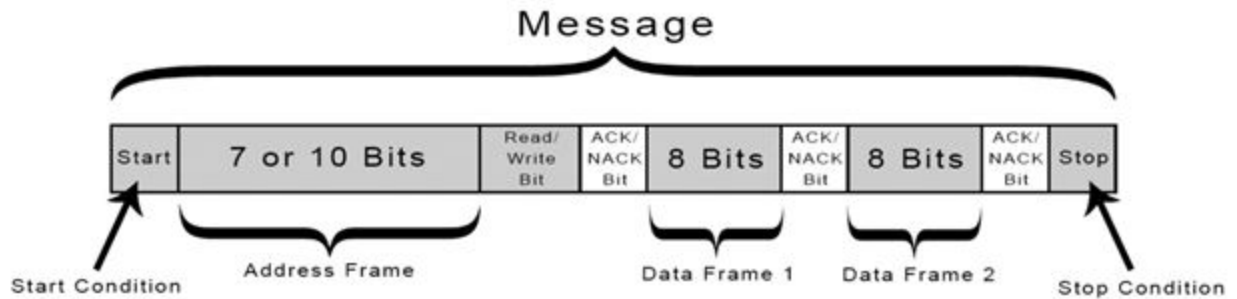 Message
Start
7 or 10 Bits
Read/
Write
Bit
ACK/
NACK
Bit
8 Bits
ACK/
NACK
Bit
8 Bits
ACK/
NACK
Bit
Stop
Start Condition
Address Frame
Data Frame 1
Data Frame 2
Stop Condition